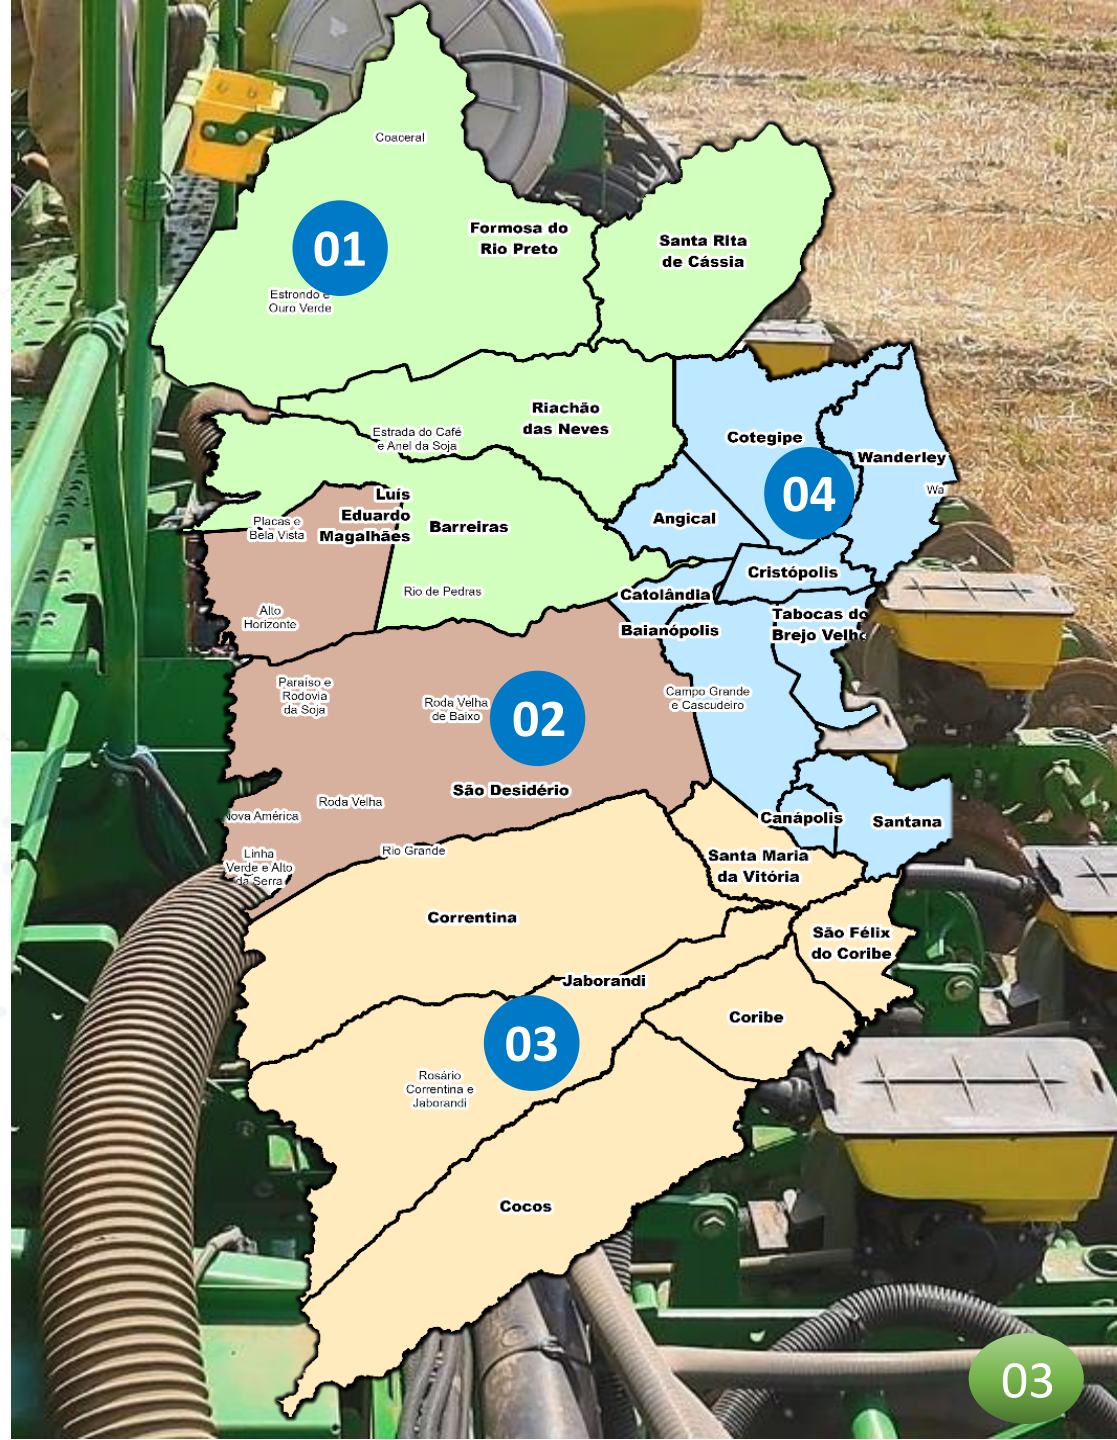 Coaceral
01
Formosa do
Rio Preto
Santa RIta
de Cássia
Estrondo e
Ouro Verde
Riachão
das Neves
Estrada do Café
e Anel da Soja
Cotegipe
Wanderley
04
Wa
Luís
Eduardo
Magalhães
Placas e
Bela Vista
Barreiras
Angical
Cristópolis
Rio de Pedras
Catolândia
Alto
Horizonte
Baianópolis
Tabocas do
Brejo Velho
Paraíso e
Rodovia
da Soja
Roda Velha
de Baixo
02
Campo Grande
e Cascudeiro
São Desidério
Roda Velha
Nova América
Canápolis
Santana
Rio Grande
Linha
Verde e Alto
da Serra
Santa Maria
da Vitória
Correntina
São Félix
do Coribe
Jaborandi
Coribe
03
Rosário
Correntina e
Jaborandi
Cocos
03